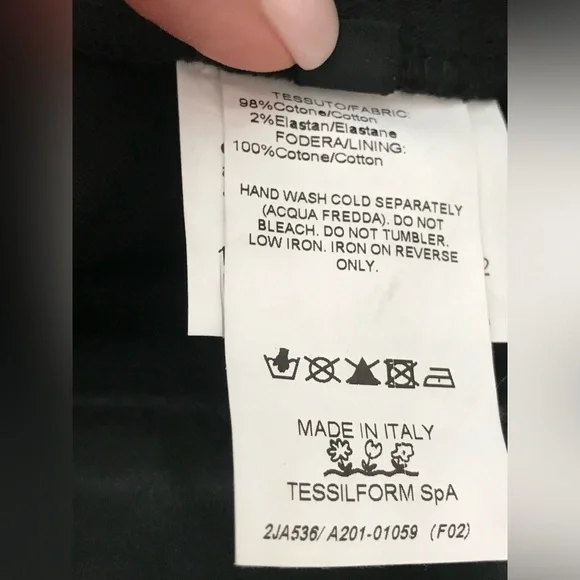 TESSUTO/FABRIC:
98%Cotone/Cotton
2%Elastan/Elastane
FODERA/LINING:
100%Cotone/Cotton
HAND WASH COLD SEPARATELY
(ACQUA FREDDA). DO NOT
BLEACH. DO NOT TUMBLER.
LOW IRON. IRON ON REVERSE
ONLY.
MADE IN ITALY
TESSILFORM SpA
2JA536/ A201-01059 (F02)